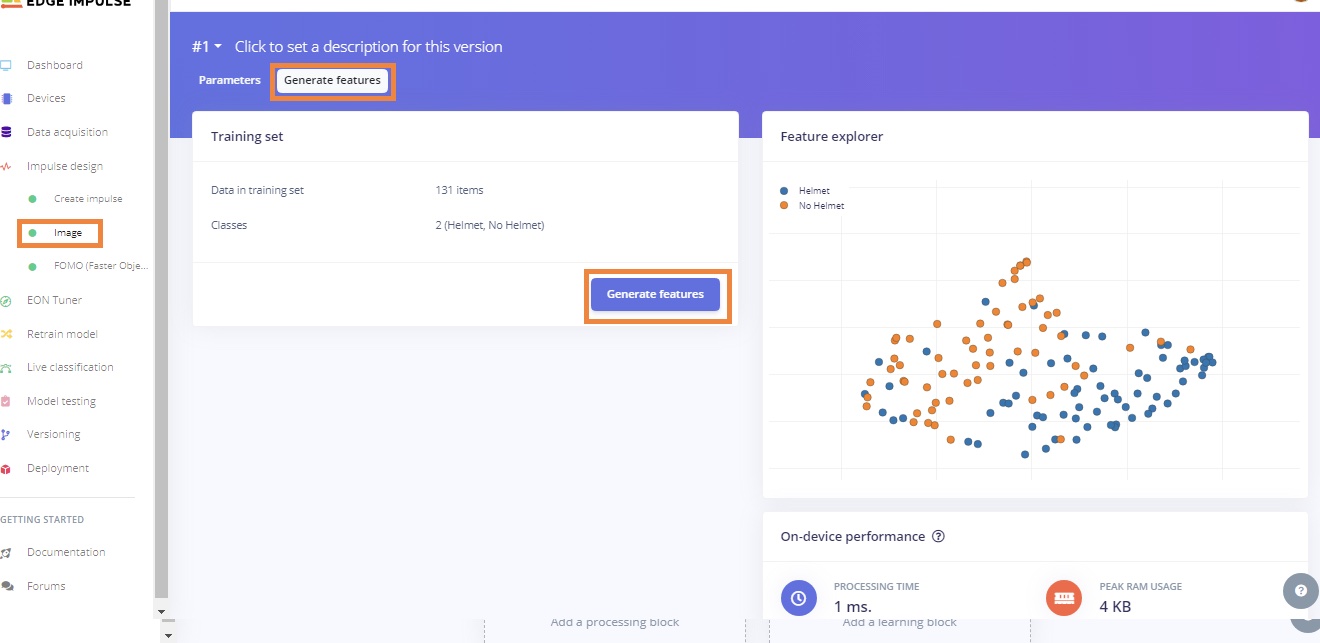 EDGE IMPULSE
Dashboard
Devices
Data acquisition
Impulse design
Create impulse
Image
FOMO (Faster Obje...
EON Tuner
Retrain model
Live classification
Model testing
Versioning
Deployment
GETTING STARTED
Documentation
Forums
#1 Click to set a description for this version
Parameters Generate features
Training set
Data in training set 131 items
Classes 2 (Helmet, No Helmet)
Generate features
Feature explorer
Helmet
No Helmet
On-device performance ?
PROCESSING TIME
1 ms.
PEAK RAM USAGE
4 KB
?
Add a processing block
Add a learning block